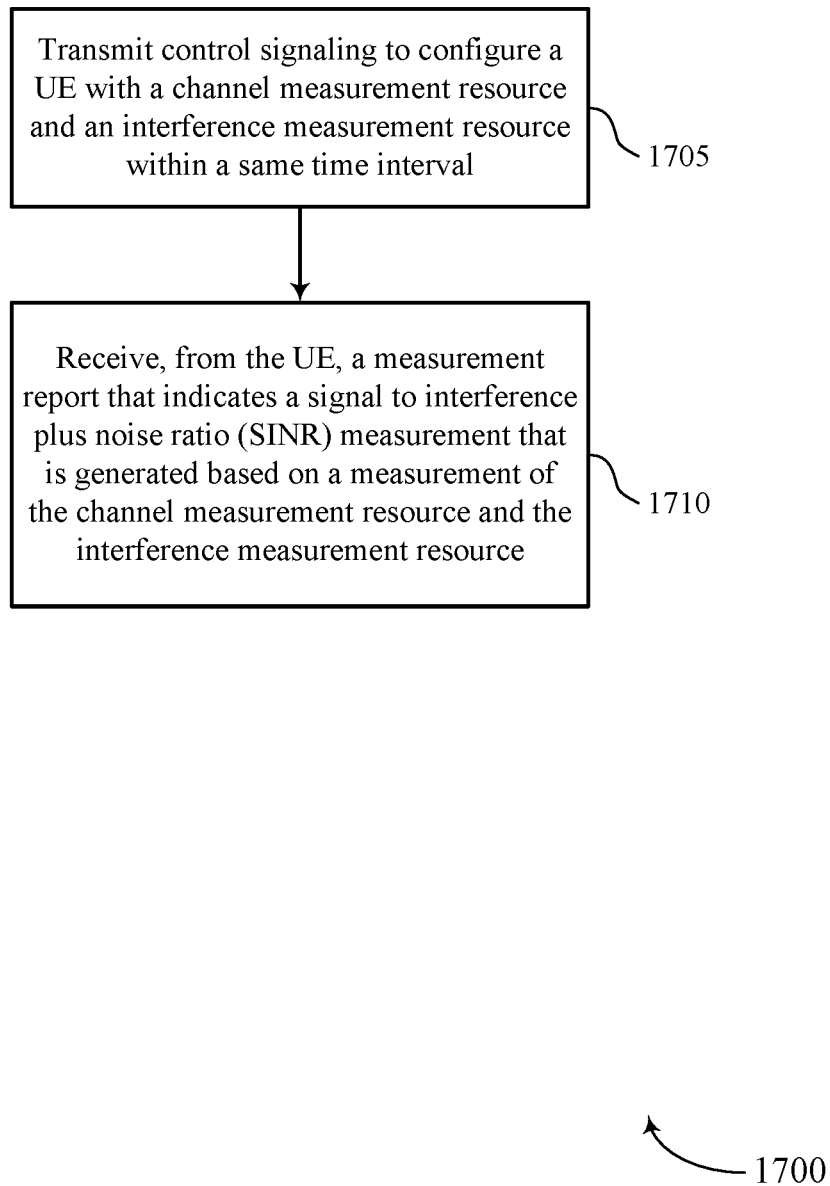 Transmit control signaling to configure a
UE with a channel measurement resource
and an interference measurement resource
within a same time interval
1705
Receive, from the UE, a measurement
report that indicates a signal to interference
plus noise ratio (SINR) measurement that
is generated based on a measurement of
the channel measurement resource and the
interference measurement resource
1710
1700